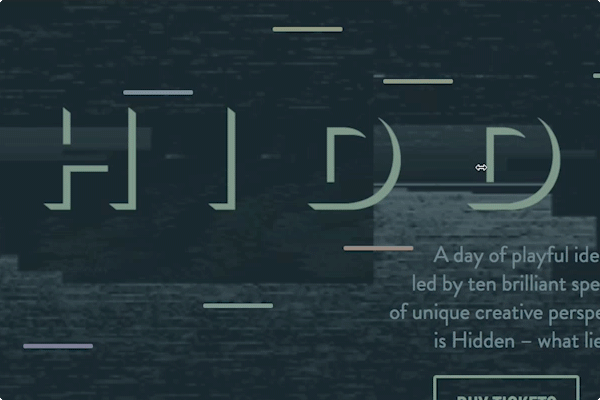 HIDD
A day of playful ide
led by ten brilliant spe
of unique creative perspe
is Hidden – what lie
BUY TICKETS